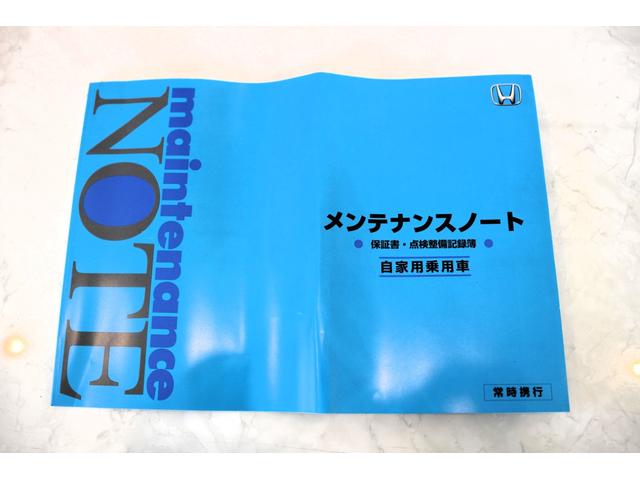 maintenance
NOTE
メンテナンスノート
● 保証書・点検整備記録簿 ●
自家用乗用車
常時携行